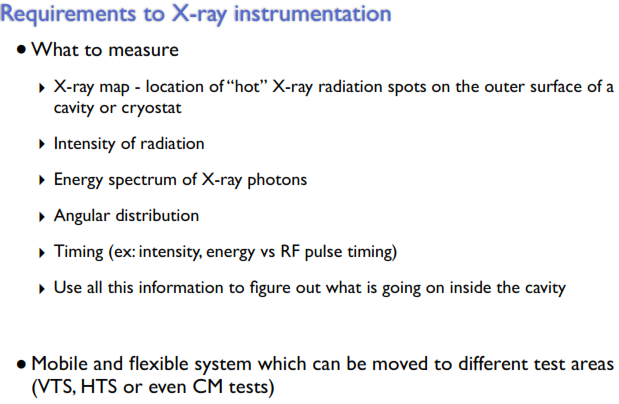 Requirements to X-ray instrumentation
● What to measure
‣ X-ray map - location of “hot” X-ray radiation spots on the outer surface of a
cavity or cryostat
‣ Intensity of radiation
‣ Energy spectrum of X-ray photons
‣ Angular distribution
‣ Timing (ex: intensity, energy vs RF pulse timing)
‣ Use all this information to figure out what is going on inside the cavity
● Mobile and flexible system which can be moved to different test areas
(VTS, HTS or even CM tests)